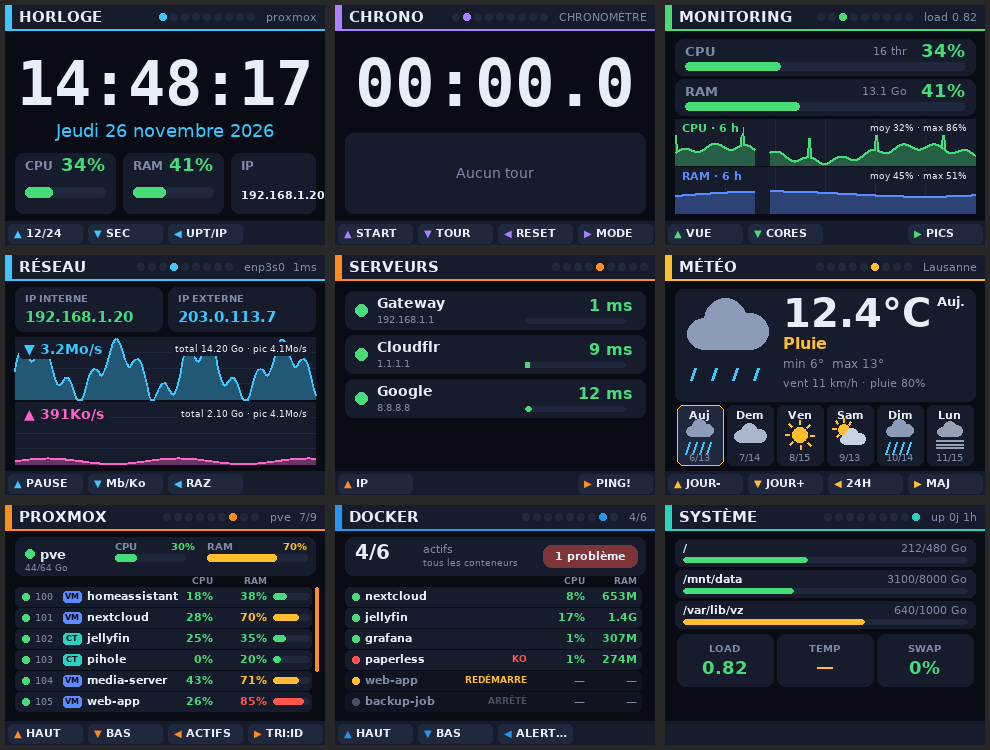 HORLOGE proxmox
14:48:17
Jeudi 26 novembre 2026
CPU 34% RAM 41% IP
192.168.1.20
▲ 12/24 ▼ SEC ◀ UPT/IP
CHRONO CHRONOMÈTRE
00:00.0
Aucun tour
▲ START ▼ TOUR ◀ RESET ▶ MODE
MONITORING load 0.82
CPU 16 thr 34%
RAM 13.1 Go 41%
CPU · 6 h moy 32% · max 86%
RAM · 6 h moy 45% · max 51%
▲ VUE ▼ CORES ▶ PICS
RÉSEAU enp3s0 1ms
IP INTERNE IP EXTERNE
192.168.1.20 203.0.113.7
▼ 3.2Mo/s total 14.20 Go · pic 4.1Mo/s
▲ 391Ko/s total 2.10 Go · pic 4.1Mo/s
▲ PAUSE ▼ Mb/Ko ◀ RAZ
SERVEURS
Gateway 1 ms
192.168.1.1
Cloudflr 9 ms
1.1.1.1
Google 12 ms
8.8.8.8
▲ IP ▶ PING!
MÉTÉO Lausanne
12.4°C Auj.
Pluie
min 6° max 13°
vent 11 km/h · pluie 80%
Auj Dem Ven Sam Dim Lun
6/13 7/14 8/15 9/13 10/14 11/15
▲ JOUR- ▼ JOUR+ ◀ 24H ▶ MAJ
PROXMOX pve 7/9
pve CPU 30% RAM 70%
44/64 Go
CPU RAM
100 VM homeassistant 18% 38%
101 VM nextcloud 28% 70%
102 CT jellyfin 25% 35%
103 CT pihole 0% 20%
104 VM media-server 43% 71%
105 VM web-app 26% 85%
▲ HAUT ▼ BAS ◀ ACTIFS ▶ TRI:ID
DOCKER 4/6
4/6 actifs 1 problème
tous les conteneurs
CPU RAM
nextcloud 8% 653M
jellyfin 17% 1.4G
grafana 1% 307M
paperless KO 1% 274M
web-app REDÉMARRE — —
backup-job ARRÊTÉ — —
▲ HAUT ▼ BAS ◀ ALERT...
SYSTÈME up 0j 1h
/ 212/480 Go
/mnt/data 3100/8000 Go
/var/lib/vz 640/1000 Go
LOAD TEMP SWAP
0.82 — 0%